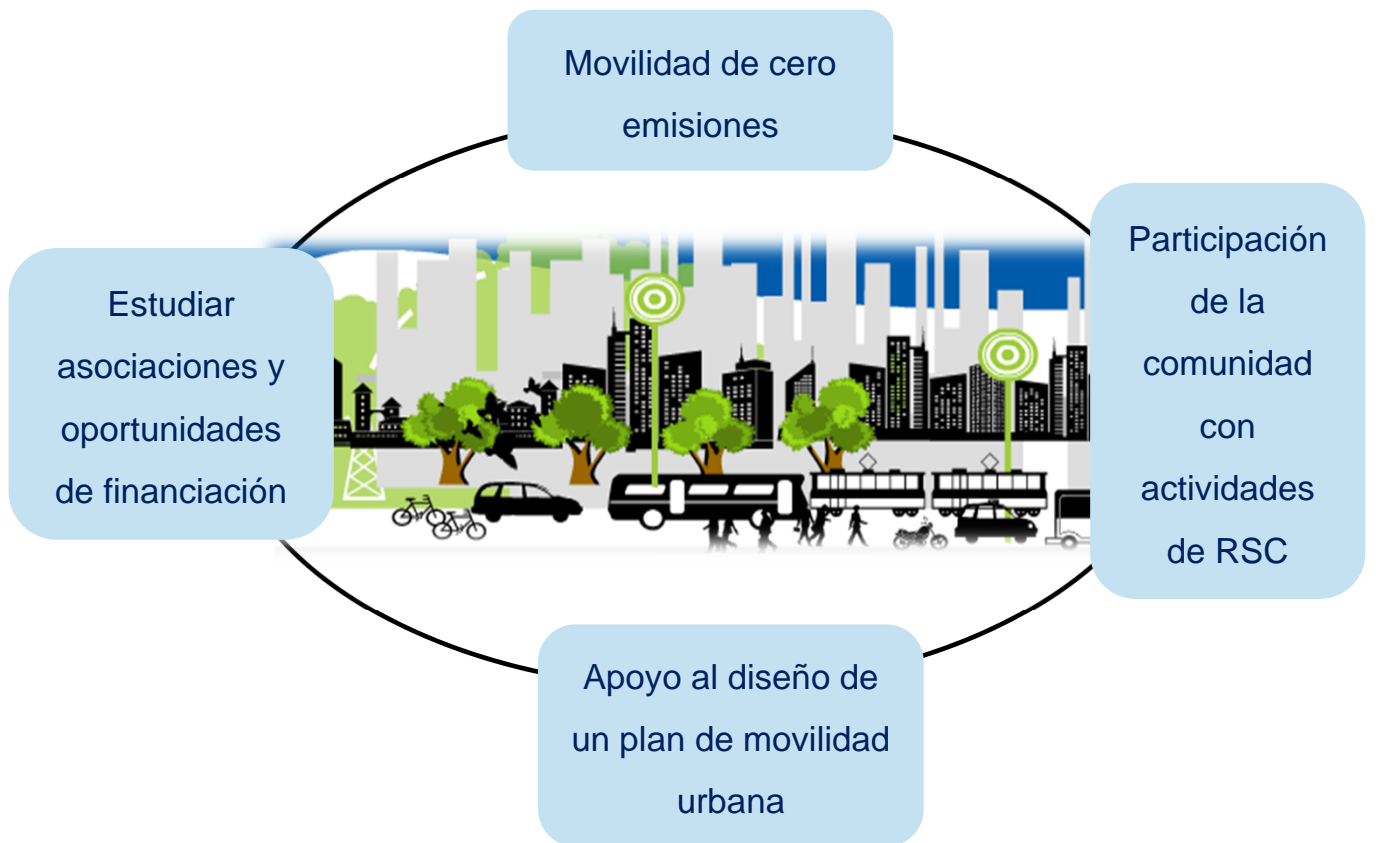 Movilidad de cero
emisiones
Participación
de la
comunidad
con
actividades
de RSC
Apoyo al diseño de
un plan de movilidad
urbana
Estudiar
asociaciones y
oportunidades
de financiación